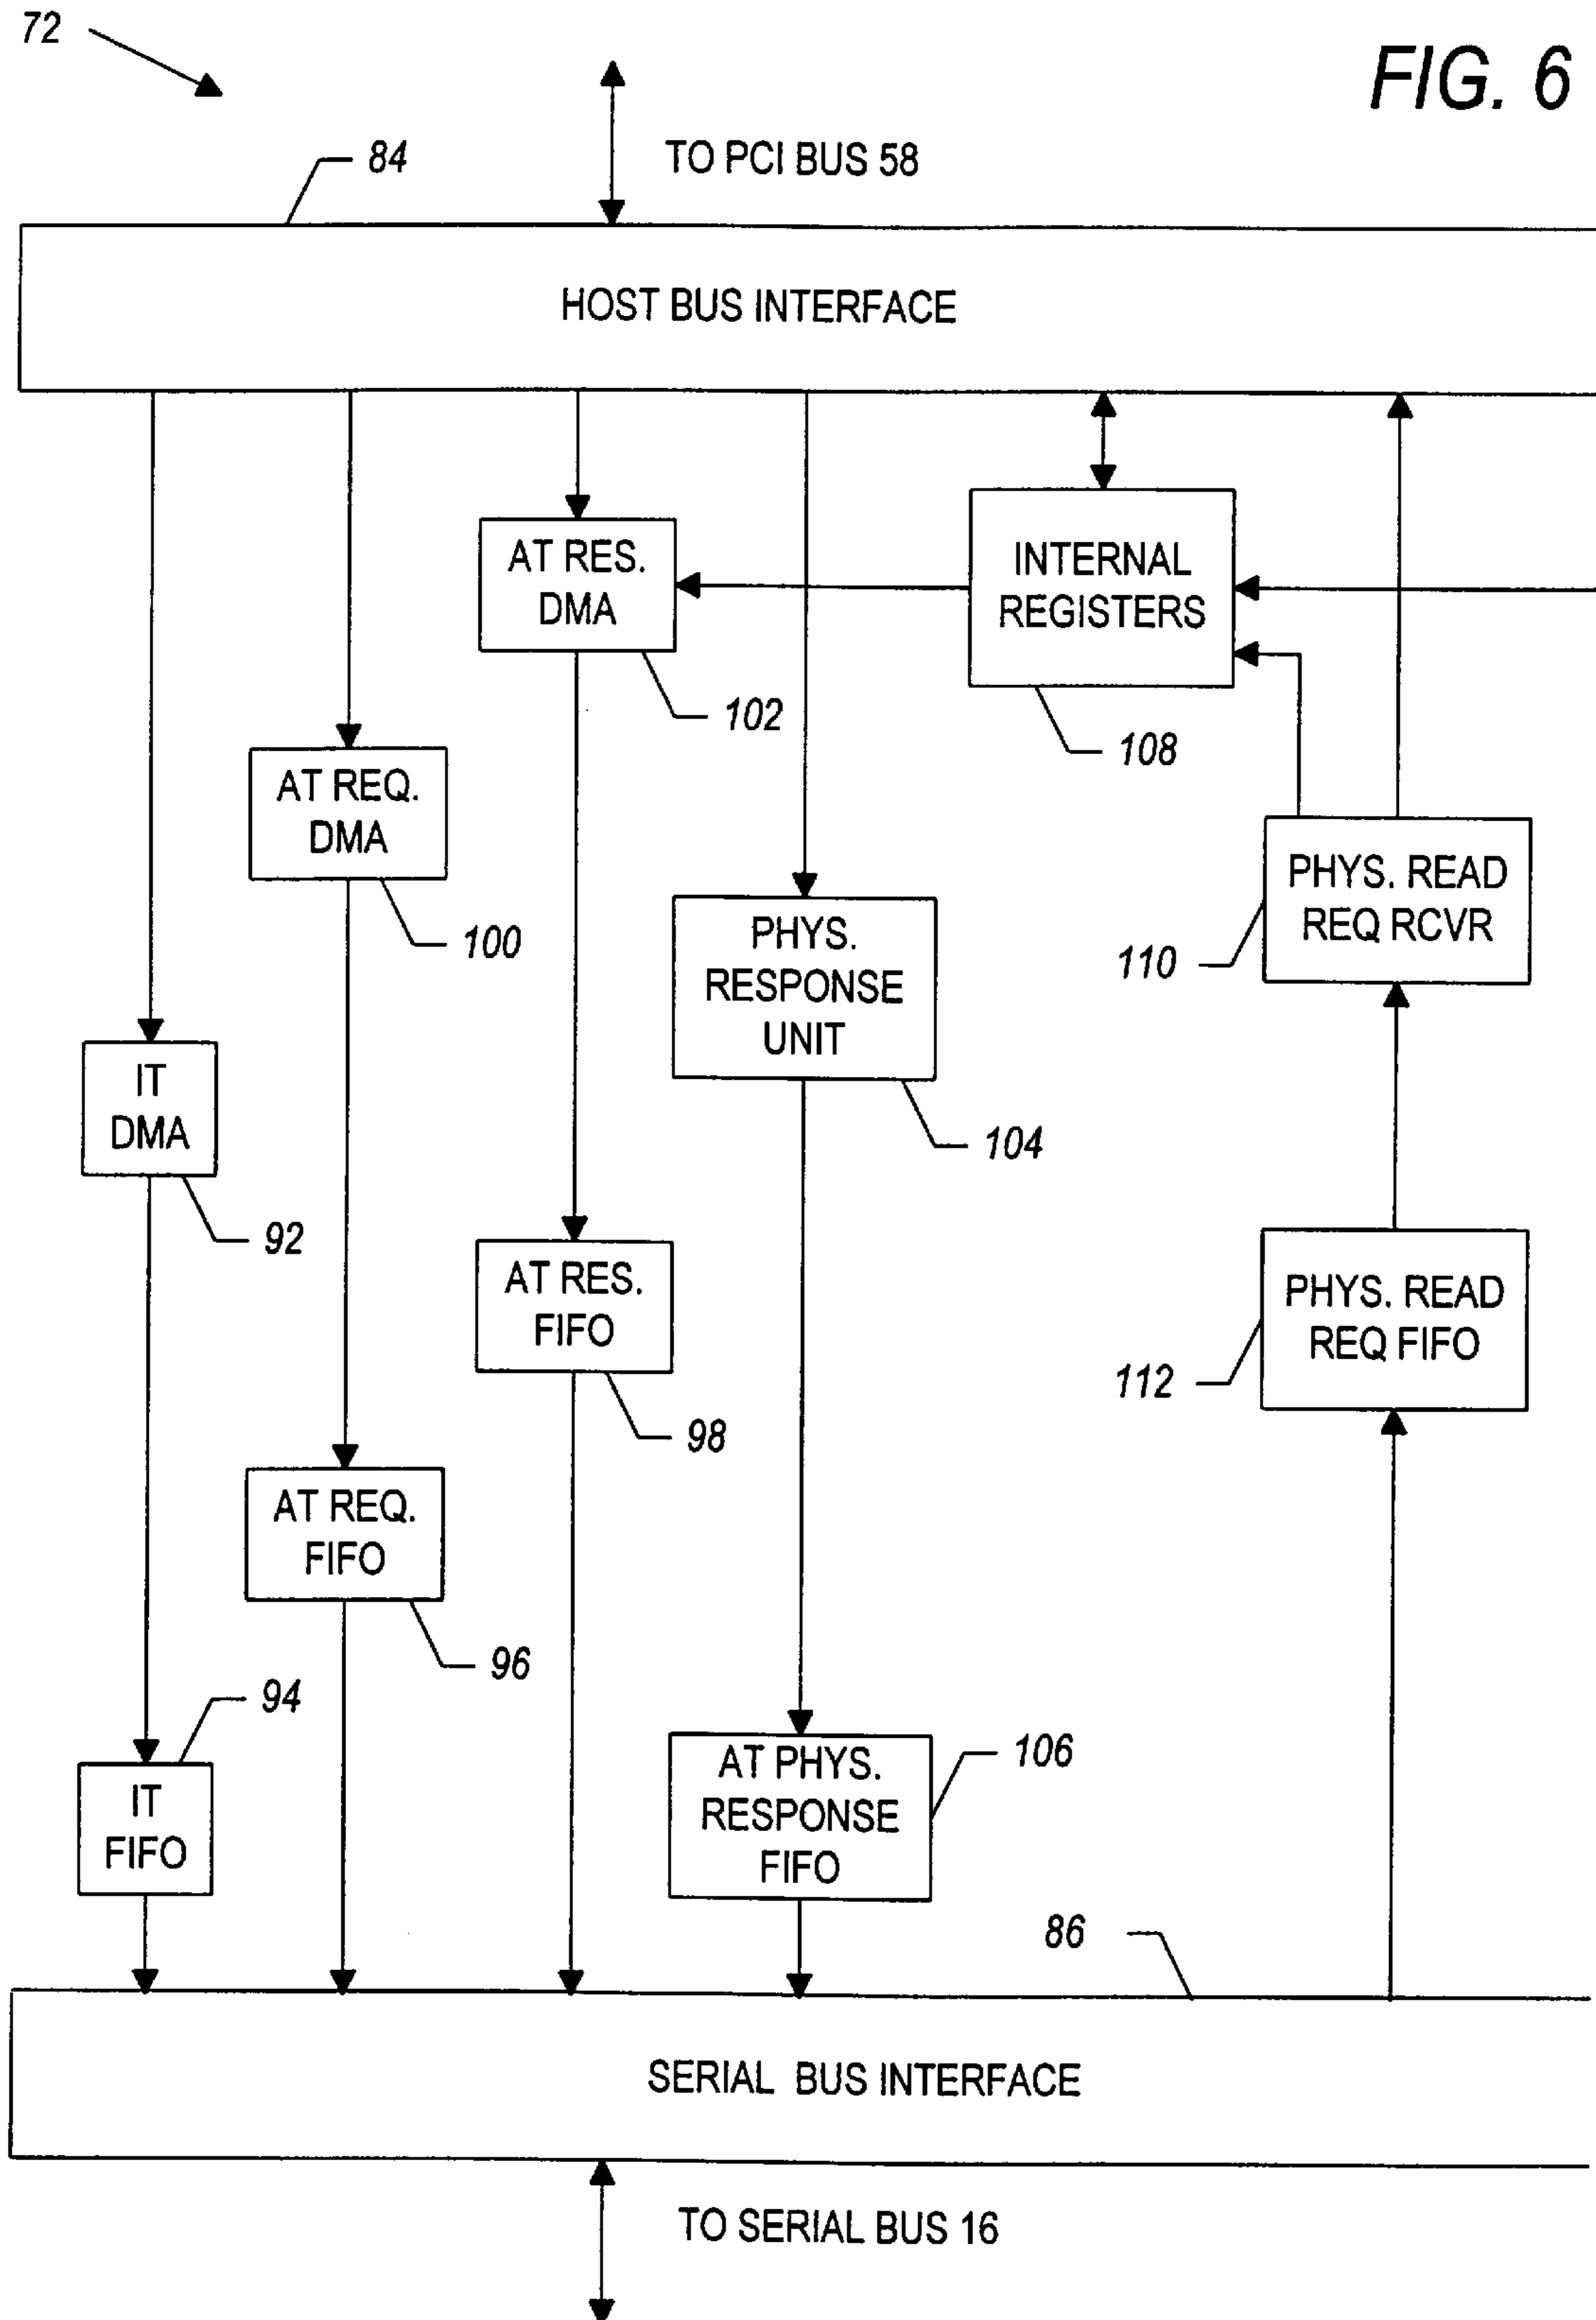 72
FIG. 6
84
TO PCI BUS 58
HOST BUS INTERFACE
AT RES.
DMA
102
INTERNAL
REGISTERS
108
AT REQ.
DMA
100
PHYS. READ
REQ RCVR
110
PHYS.
RESPONSE
UNIT
104
IT
DMA
92
AT RES.
FIFO
98
PHYS. READ
REQ FIFO
112
AT REQ.
FIFO
96
94
IT
FIFO
AT PHYS.
RESPONSE
FIFO
106
86
SERIAL BUS INTERFACE
TO SERIAL BUS 16